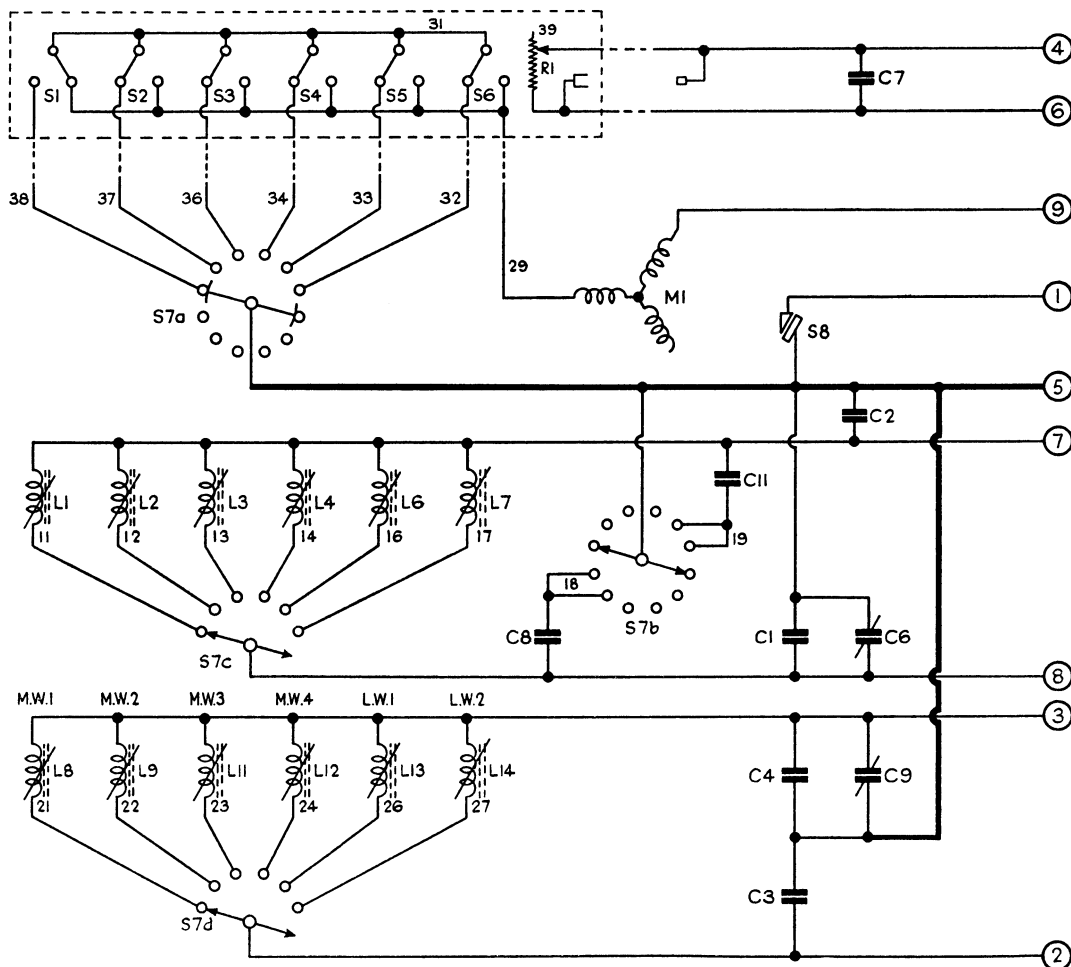 31
39
4
S1 S2 S3 S4 S5 S6
R1
C7
6
38 37 36 34 33 32
9
29
M1
1
S7a
S8
5
C2
7
C11
L1 L2 L3 L4 L6 L7
11 12 13 14 16 17
19
18
S7b
C8
C1 C6
S7c
8
M.W.1 M.W.2 M.W.3 M.W.4 L.W.1 L.W.2
3
L8 L9 L11 L12 L13 L14
C4 C9
21 22 23 24 26 27
C3
S7d
2